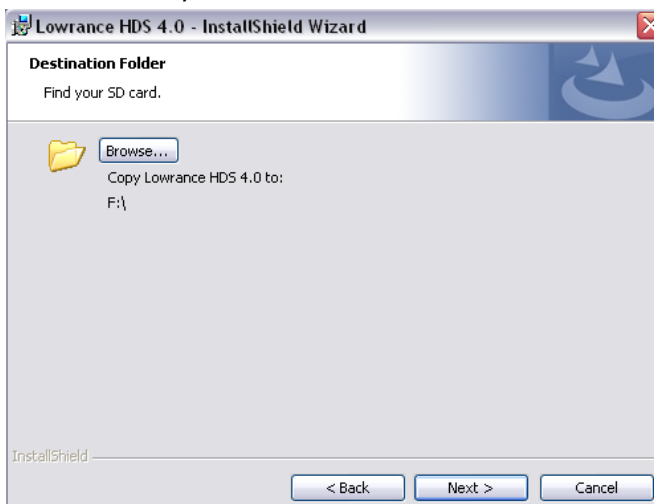 Lowrance HDS 4.0 - InstallShield Wizard
Destination Folder
Find your SD card.
Browse...
Copy Lowrance HDS 4.0 to:
F:\
InstallShield
< Back Next > Cancel